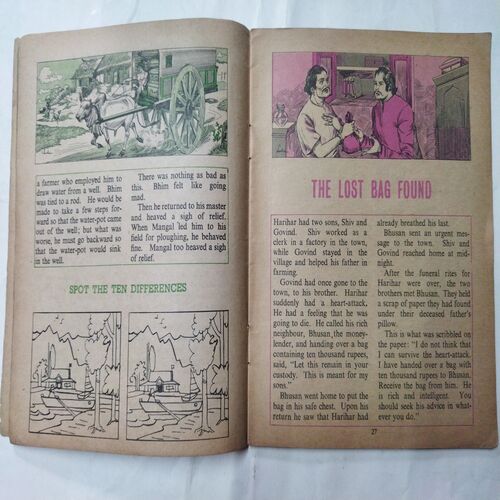 a farmer who employed him to
draw water from a well. Bhim
was tied to a rod. He would be
made to take a few steps for-
ward so that the water-pot came
out of the well; but what was
worse, he must go backward so
that the water-pot would sink
in the well.
There was nothing as bad as
this. Bhim felt like going
mad.
Then he returned to his master
and heaved a sigh of relief.
When Mangal led him to his
field for ploughing, he behaved
fine. Mangal too heaved a sigh
of relief.
SPOT THE TEN DIFFERENCES
THE LOST BAG FOUND
Harihar had two sons, Shiv and
Govind. Shiv worked as a
clerk in a factory in the town,
while Govind stayed in the
village and helped his father in
farming.
Govind had once gone to the
town, to his brother. Harihar
suddenly had a heart-attack.
He had a feeling that he was
going to die. He called his rich
neighbour, Bhusan, the money-
lender, and handing over a bag
containing ten thousand rupees,
said, "Let this remain in your
custody. This is meant for my
sons."
Bhusan went home to put the
bag in his safe chest. Upon his
return he saw that Harihar had
already breathed his last.
Bhusan sent an urgent mes-
sage to the town. Shiv and
Govind reached home at mid-
night.
After the funeral rites for
Harihar were over, the two
brothers met Bhusan. They held
a scrap of paper they had found
under their deceased father's
pillow.
This is what was scribbled on
the paper: "I do not think that
I can survive the heart-attack.
I have handed over a bag with
ten thousand rupees to Bhusan.
Receive the bag from him. He
is rich and intelligent. You
should seek his advice in what-
ever you do."
27